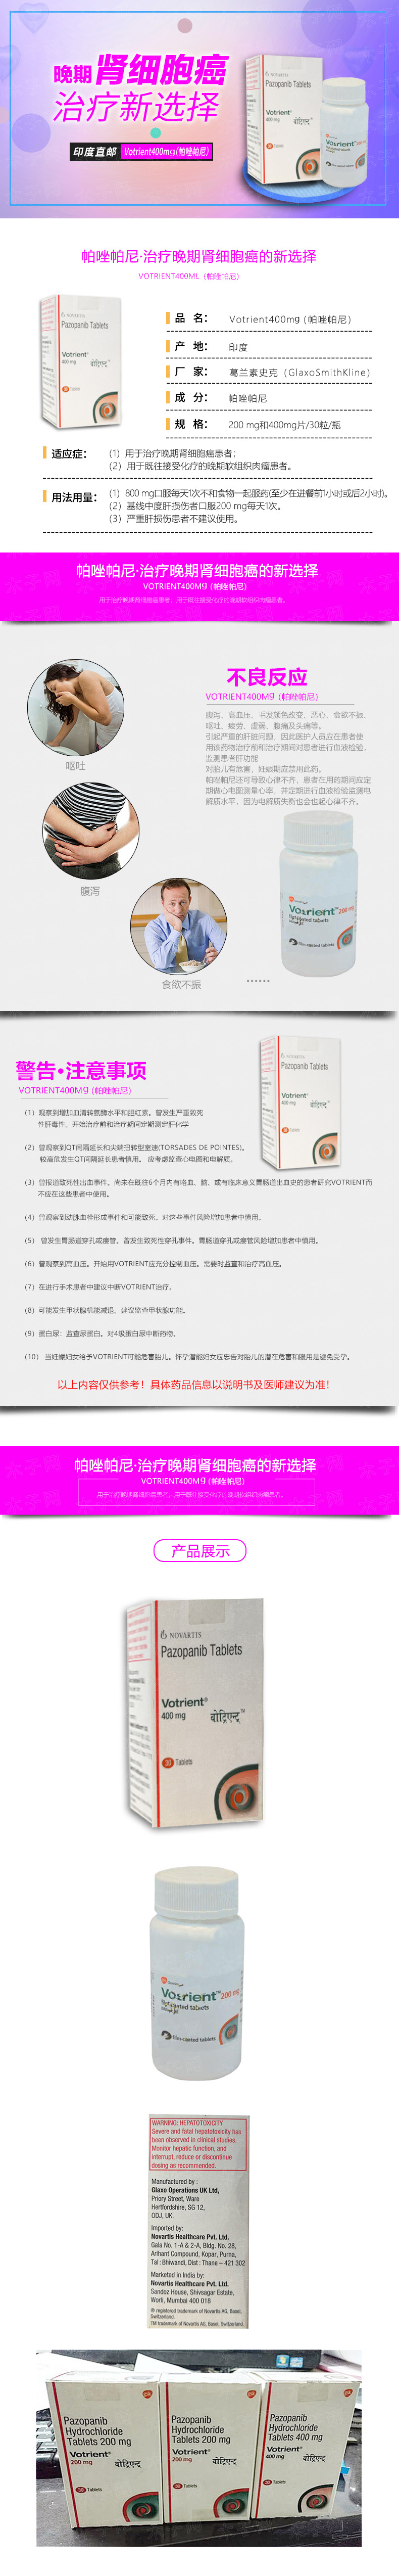 晚期肾细胞癌
治疗新选择
印度直邮 Votrient400mg(帕唑帕尼)
NOVARTIS
Pazopanib Tablets
Votrient®
400 mg
वोट्रिएन्ट
30 Tablets
Votrient™ 200 mg
帕唑帕尼·治疗晚期肾细胞癌的新选择
VOTRIENT400ML（帕唑帕尼）
NOVARTIS
Pazopanib Tablets
Votrient®
400 mg
30 Tablets
品 名： Votrient400mg (帕唑帕尼）
产 地： 印度
厂 家： 葛兰素史克（GlaxoSmithKline）
成 分： 帕唑帕尼
规 格： 200 mg和400mg片/30粒/瓶
适应症： （1）用于治疗晚期肾细胞癌患者；
（2）用于既往接受化疗的晚期软组织肉瘤患者。
用法用量： （1）800 mg口服每天1次不和食物一起服药(至少在进餐前1小时或后2小时)。
（2）基线中度肝损伤者口服200 mg每天1次。
（3）严重肝损伤患者不建议使用。
帕唑帕尼·治疗晚期肾细胞癌的新选择
VOTRIENT400Mg (帕唑帕尼）
用于治疗晚期肾细胞癌患者，用于既往接受化疗的晚期软组织肉瘤患者。
不良反应
VOTRIENT400Mg（帕唑帕尼）
腹泻、高血压、毛发颜色改变、恶心、食欲不振、
呕吐、疲劳、虚弱、腹痛及头痛等。
引起严重的肝脏问题，因此医护人员应在患者使
用该药物治疗前和治疗期间对患者进行血液检验，
监测患者肝功能
对胎儿有危害，妊娠期应禁用此药。
帕唑帕尼还可导致心律不齐，患者在用药期间应定
期做心电图测量心率，并定期进行血液检验监测电
解质水平，因为电解质失衡也会也起心律不齐。
呕吐
腹泻
食欲不振
Votrient™ 200 mg
film-coated tablets
......
警告·注意事项
VOTRIENT400Mg (帕唑帕尼）
NOVARTIS
Pazopanib Tablets
Votrient®
400 mg
30 Tablets
（1）观察到增加血清转氨酶水平和胆红素。曾发生严重致死
性肝毒性。开始治疗前和治疗期间定期测定肝化学
（2）曾观察到QT间隔延长和尖端扭转型室速(TORSADES DE POINTES)。
较高危发生QT间隔延长患者慎用。 应考虑监查心电图和电解质。
（3）曾报道致死性出血事件。尚未在既往6个月内有咯血、脑、或有临床意义胃肠道出血史的患者研究VOTRIENT而
不应在这些患者中使用。
（4）曾观察到动静脉血栓形成事件和可能致死。对这些事件风险增加患者中慎用。
（5） 曾发生胃肠道穿孔或瘘管。曾发生致死性穿孔事件。胃肠道穿孔或瘘管风险增加患者中慎用。
（6）曾观察到高血压。开始用VOTRIENT应充分控制血压。需要时监查和治疗高血压。
（7）在进行手术患者中建议中断VOTRIENT治疗。
（8）可能发生甲状腺机能减退。建议监查甲状腺功能。
（9）蛋白尿：监查尿蛋白。对4级蛋白尿中断药物。
（10） 当妊娠妇女给予VOTRIENT可能危害胎儿。怀孕潜能妇女应忠告对胎儿的潜在危害和服用是避免受孕。
以上内容仅供参考！具体药品信息以说明书及医师建议为准！
帕唑帕尼·治疗晚期肾细胞癌的新选择
VOTRIENT400Mg (帕唑帕尼）
用于治疗晚期肾细胞癌患者，用于既往接受化疗的晚期软组织肉瘤患者。
产品展示
NOVARTIS
Pazopanib Tablets
Votrient®
400 mg वोट्रिएन्ट™
30 Tablets
Votrient™ 200 mg
film-coated tablets
WARNING: HEPATOTOXICITY
Severe and fatal hepatotoxicity has
been observed in clinical studies.
Monitor hepatic function, and
interrupt, reduce or discontinue
dosing as recommended.
Manufactured by :
Glaxo Operations UK Ltd,
Priory Street, Ware
Hertfordshire, SG 12,
ODJ, UK.
Imported by:
Novartis Healthcare Pvt. Ltd.
Gala No. 1-A & 2-A, Bldg. No. 28,
Arihant Compound, Kopar, Purna,
Tal : Bhiwandi, Dist : Thane – 421 302
Marketed in India by:
Novartis Healthcare Pvt. Ltd.
Sandoz House, Shivsagar Estate,
Worli, Mumbai 400 018
® registered trademark of Novartis AG, Basel,
Switzerland.
TM trademark of Novartis AG, Basel, Switzerland.
Pazopanib
Hydrochloride
Tablets 200 mg
Votrient®
200 mg
वोट्रिएन्ट
30 Tablets
Pazopanib
Hydrochloride
Tablets 200 mg
Votrient®
200 mg
वोट्रिएन्ट
30 Tablets
Pazopanib
Hydrochloride
Tablets 400 mg
Votrient®
400 mg
वोट्रिएन्ट
30 Tablets